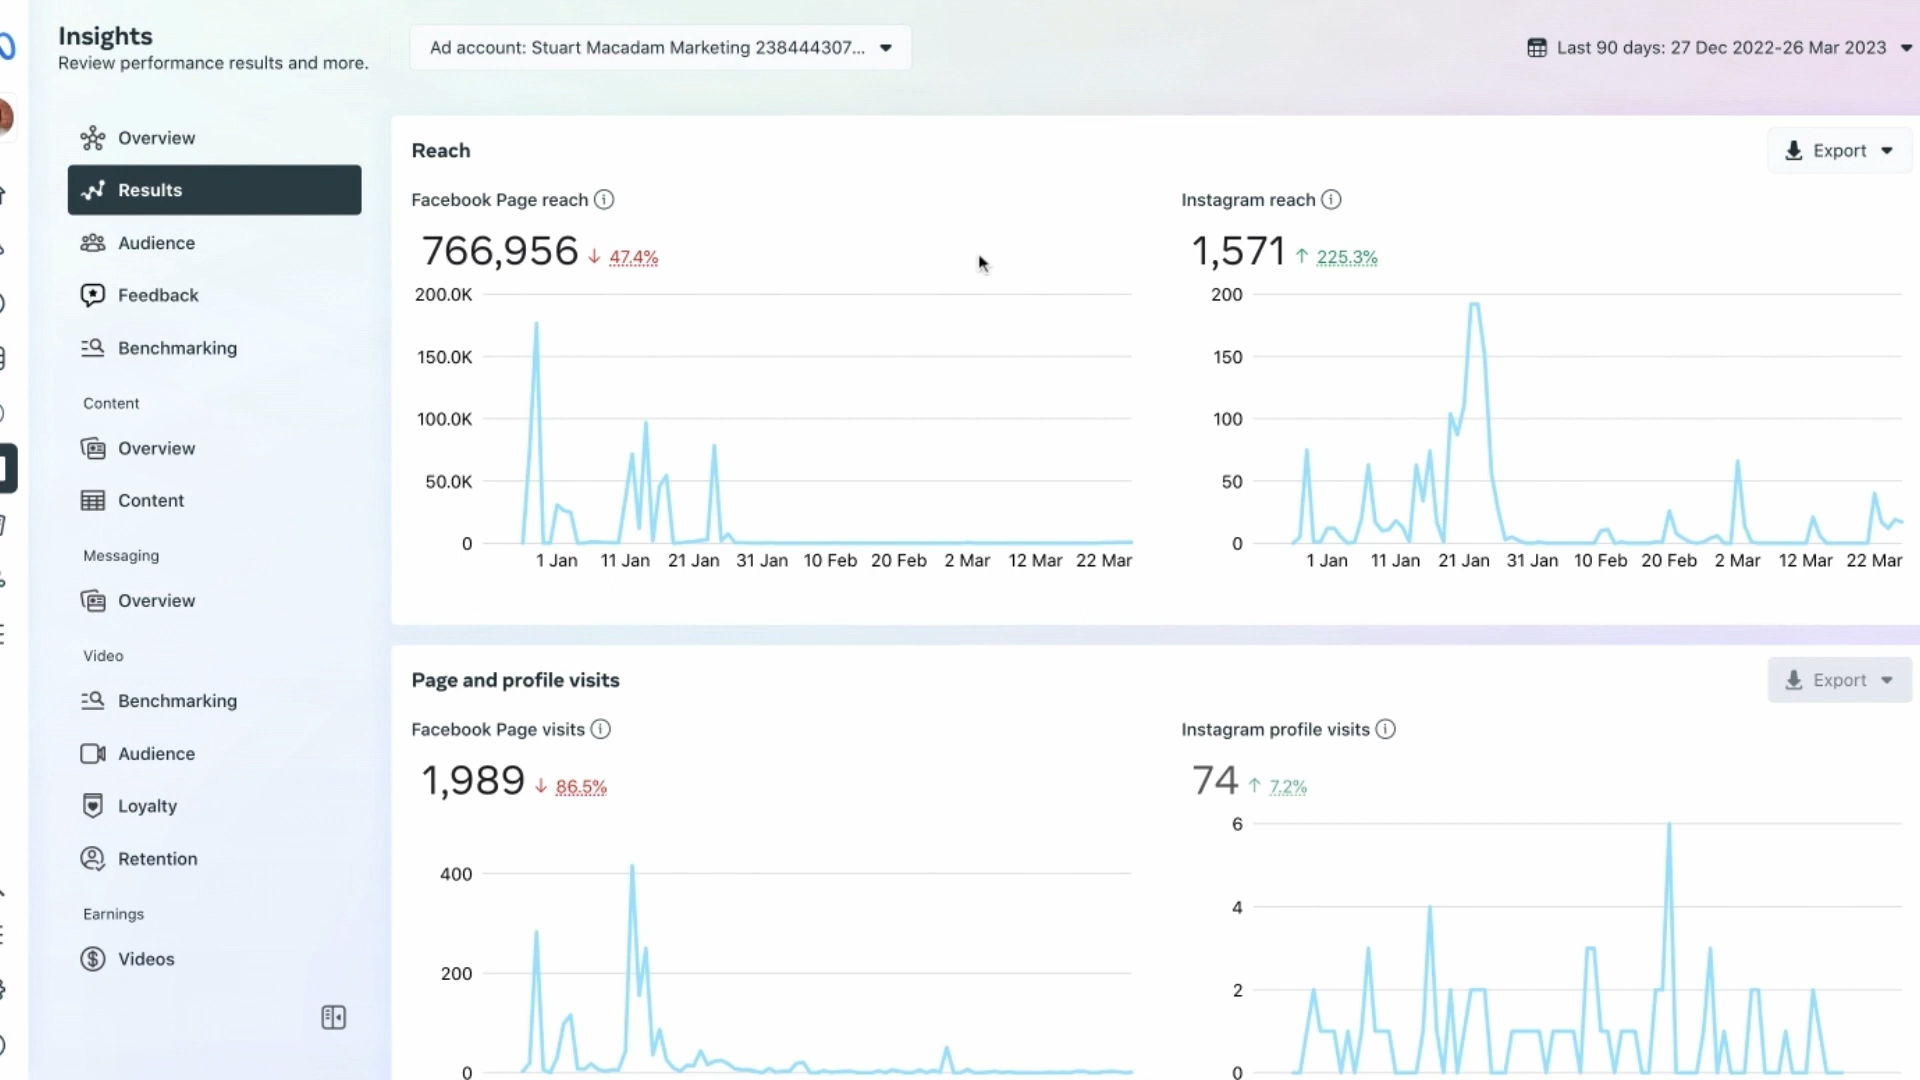 Insights
Review performance results and more.
Ad account: Stuart Macadam Marketing 238444307...
Last 90 days: 27 Dec 2022-26 Mar 2023
Overview
Results
Audience
Feedback
Benchmarking
Content
Overview
Content
Messaging
Overview
Video
Benchmarking
Audience
Loyalty
Retention
Earnings
Videos
Reach
Export
Facebook Page reach
766,956 ↓ 47.4%
200.0K
150.0K
100.0K
50.0K
0
1 Jan 11 Jan 21 Jan 31 Jan 10 Feb 20 Feb 2 Mar 12 Mar 22 Mar
Instagram reach
1,571 ↑ 225.3%
200
150
100
50
0
1 Jan 11 Jan 21 Jan 31 Jan 10 Feb 20 Feb 2 Mar 12 Mar 22 Mar
Page and profile visits
Export
Facebook Page visits
1,989 ↓ 86.5%
400
200
0
Instagram profile visits
74 ↑ 7.2%
6
4
2
0